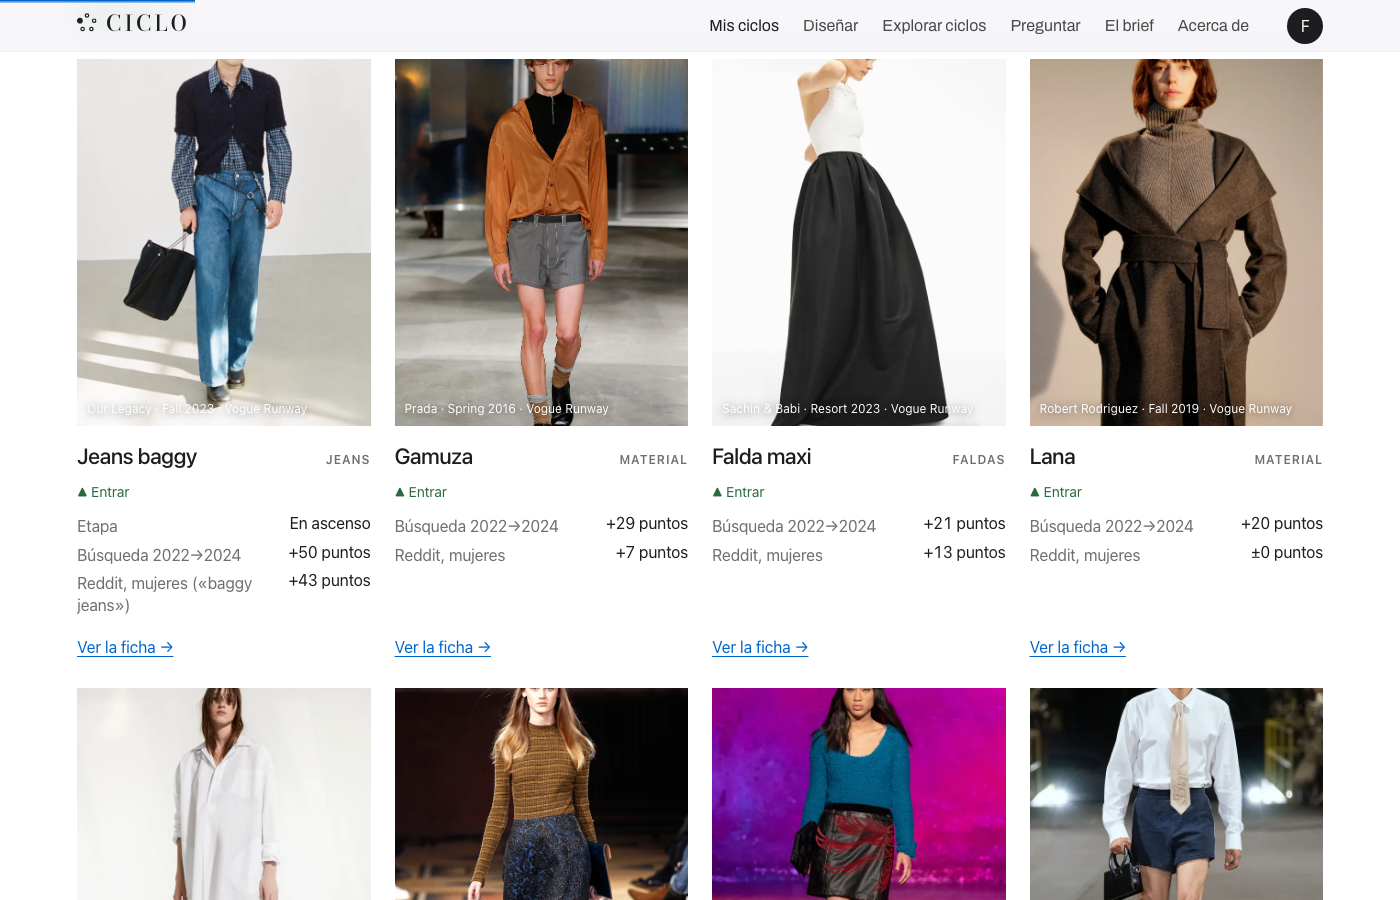 CICLO
Mis ciclos
Diseñar
Explorar ciclos
Preguntar
El brief
Acerca de
F
Our Legacy · Fall 2023 · Vogue Runway
Prada · Spring 2016 · Vogue Runway
Sachin & Babi · Resort 2023 · Vogue Runway
Robert Rodriguez · Fall 2019 · Vogue Runway
Jeans baggy
JEANS
▲ Entrar
Etapa
En ascenso
Búsqueda 2022→2024
+50 puntos
Reddit, mujeres («baggy
jeans»)
+43 puntos
Ver la ficha →
Gamuza
MATERIAL
▲ Entrar
Búsqueda 2022→2024
+29 puntos
Reddit, mujeres
+7 puntos
Ver la ficha →
Falda maxi
FALDAS
▲ Entrar
Búsqueda 2022→2024
+21 puntos
Reddit, mujeres
+13 puntos
Ver la ficha →
Lana
MATERIAL
▲ Entrar
Búsqueda 2022→2024
+20 puntos
Reddit, mujeres
±0 puntos
Ver la ficha →